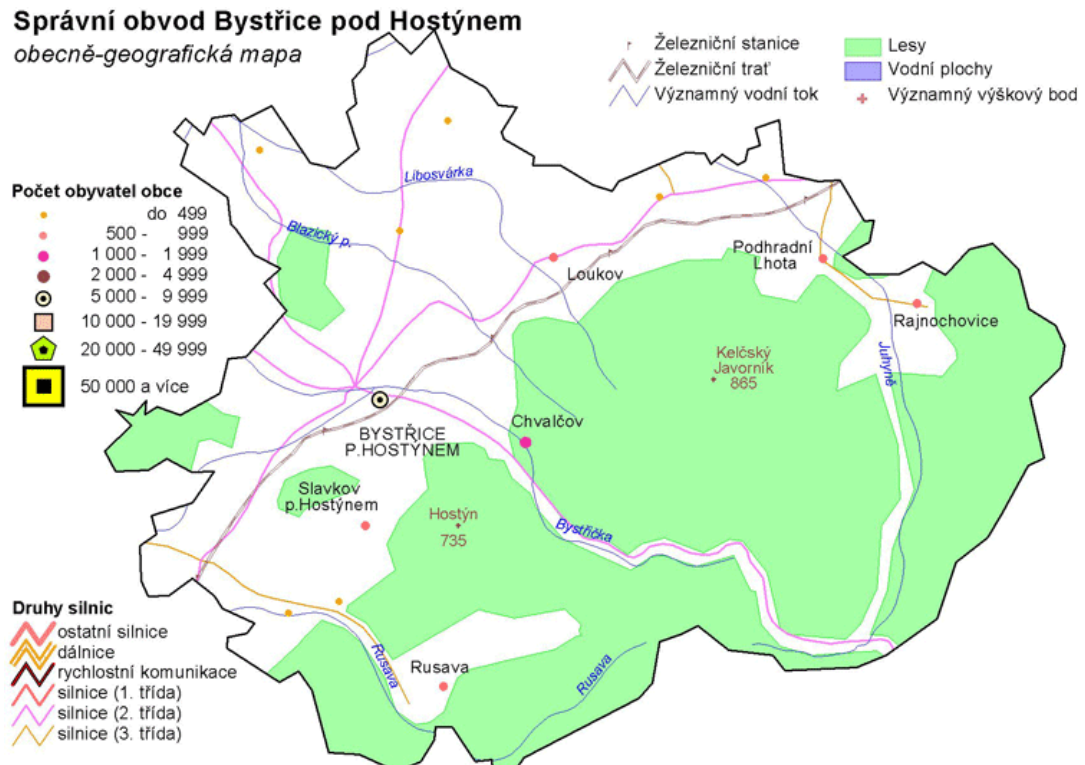 Správní obvod Bystřice pod Hostýnem
obecně-geografická mapa
Železniční stanice
Železniční trať
Významný vodní tok
Lesy
Vodní plochy
Významný výškový bod
Počet obyvatel obce
do 499
500 - 999
1 000 - 1 999
2 000 - 4 999
5 000 - 9 999
10 000 - 19 999
20 000 - 49 999
50 000 a více
Libosvárka
Blazický p.
Loukov
Podhradní
Lhota
Rajnochovice
Juhyně
Kelčský
Javorník
865
Chvalčov
BYSTŘICE
P.HOSTÝNEM
Slavkov
p.Hostýnem
Hostýn
735
Bystřička
Rusava
Rusava
Rusava
Druhy silnic
ostatní silnice
dálnice
rychlostní komunikace
silnice (1. třída)
silnice (2. třída)
silnice (3. třída)